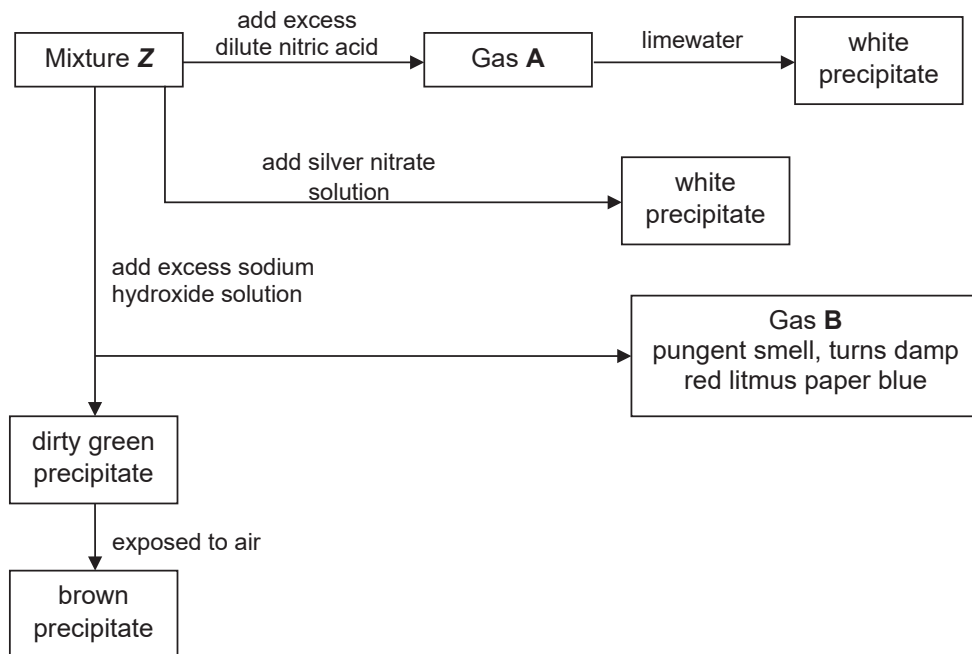 Mixture Z
add excess
dilute nitric acid
Gas A
limewater
white
precipitate
add silver nitrate
solution
white
precipitate
add excess sodium
hydroxide solution
Gas B
pungent smell, turns damp
red litmus paper blue
dirty green
precipitate
exposed to air
brown
precipitate